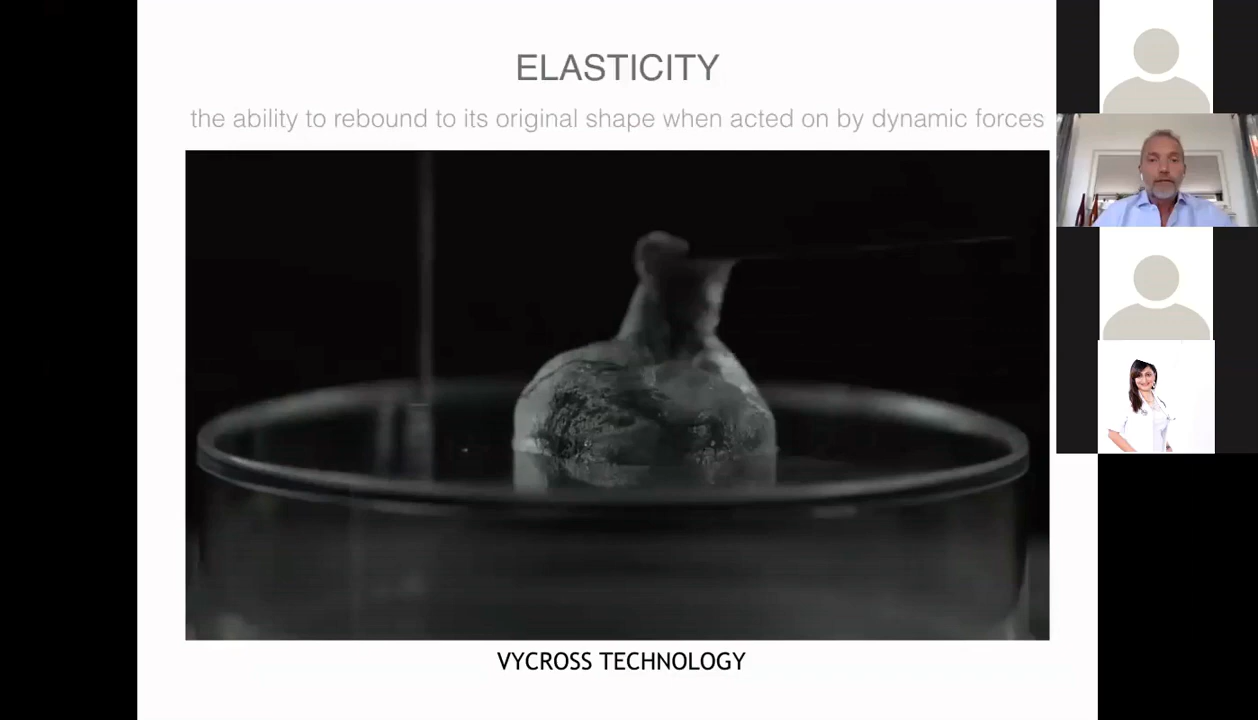 ELASTICITY
the ability to rebound to its original shape when acted on by dynamic forces
VYCROSS TECHNOLOGY